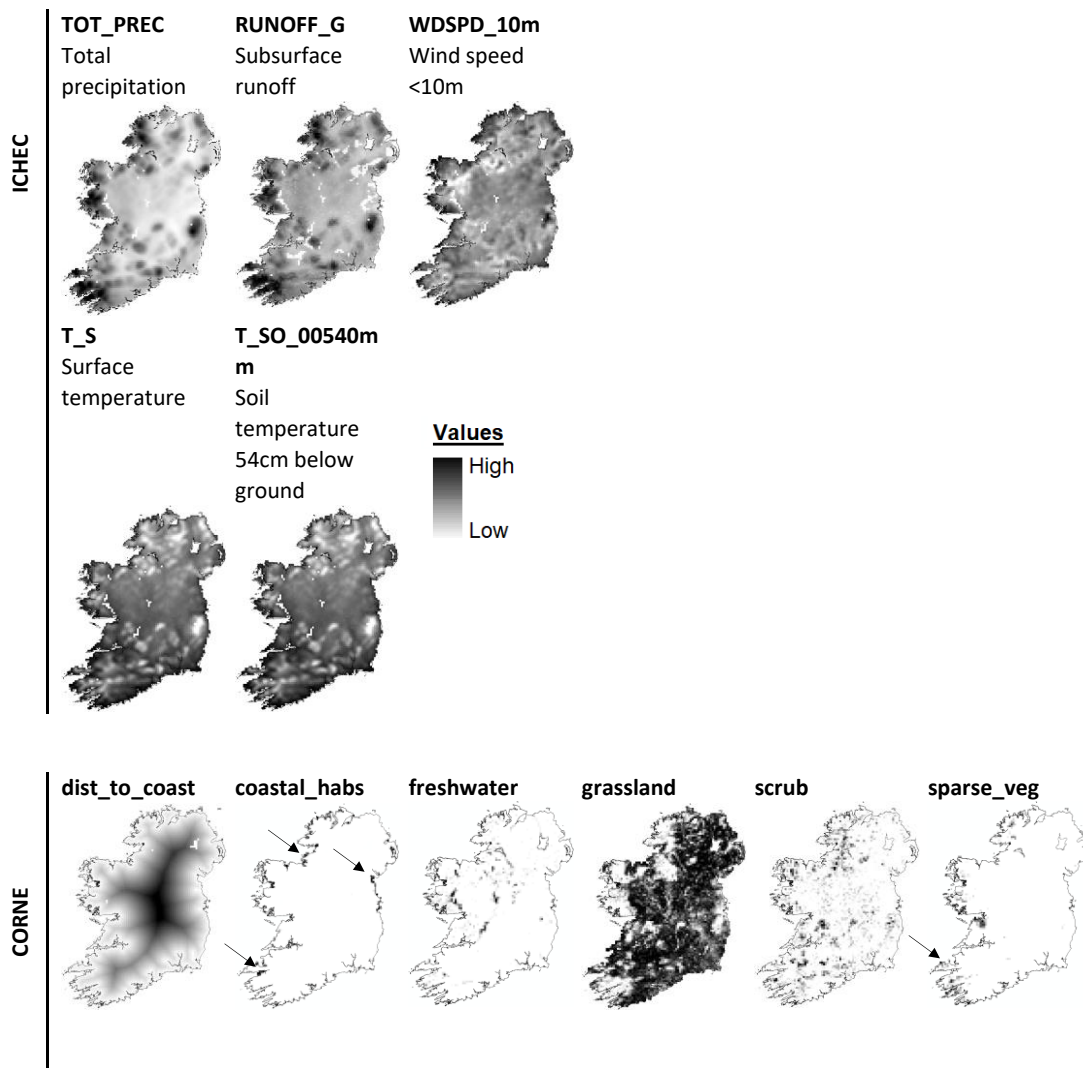 TOT_PREC
Total
precipitation
RUNOFF_G
Subsurface
runoff
WDSPD_10m
Wind speed
<10m
ICHEC
T_S
Surface
temperature
T_SO_00540m
m
Soil
temperature
54cm below
ground
Values
High
Low
CORNE
dist_to_coast
coastal_habs
freshwater
grassland
scrub
sparse_veg